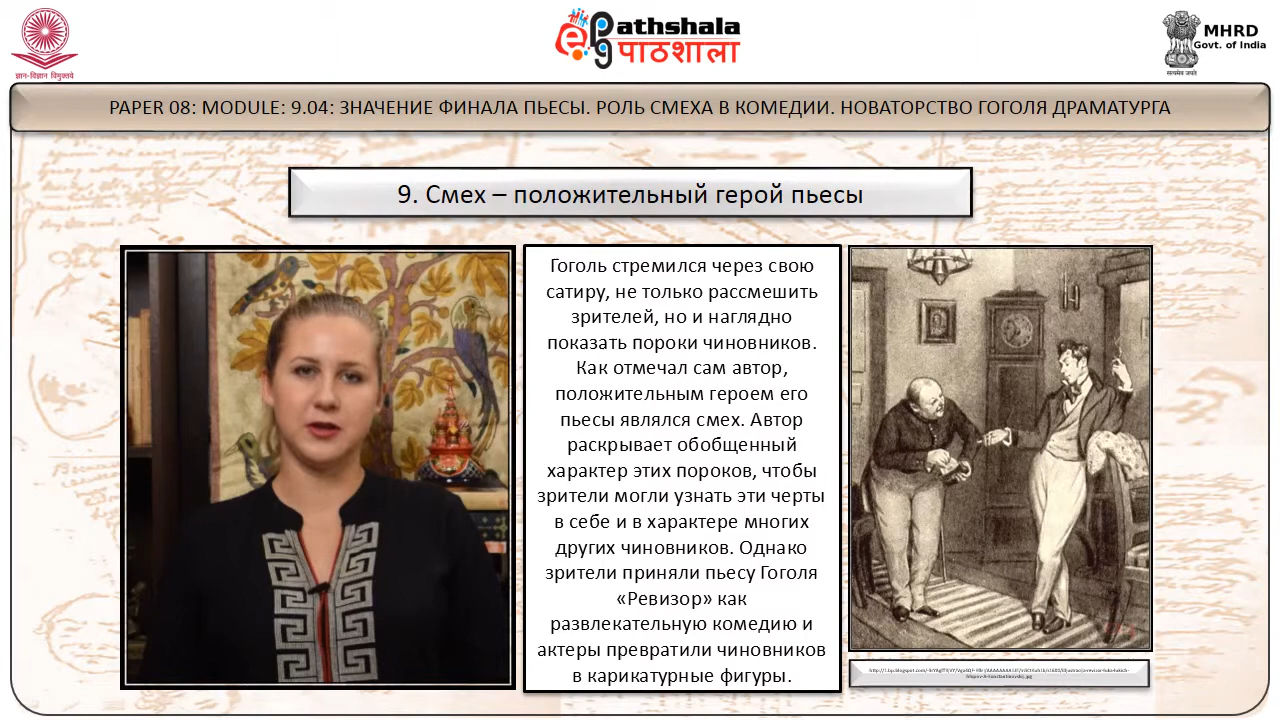 ज्ञान-विज्ञान विमुक्तये
ePG Pathshala
पाठशाला
MHRD
Govt. of India
सत्यमेव जयते
PAPER 08: MODULE: 9.04: ЗНАЧЕНИЕ ФИНАЛА ПЬЕСЫ. РОЛЬ СМЕХА В КОМЕДИИ. НОВАТОРСТВО ГОГОЛЯ ДРАМАТУРГА
9. Смех – положительный герой пьесы
Гоголь стремился через свою
сатиру, не только рассмешить
зрителей, но и наглядно
показать пороки чиновников.
Как отмечал сам автор,
положительным героем его
пьесы являлся смех. Автор
раскрывает обобщенный
характер этих пороков, чтобы
зрители могли узнать эти черты
в себе и в характере многих
других чиновников. Однако
зрители приняли пьесу Гоголя
«Ревизор» как
развлекательную комедию и
актеры превратили чиновников
в карикатурные фигуры.